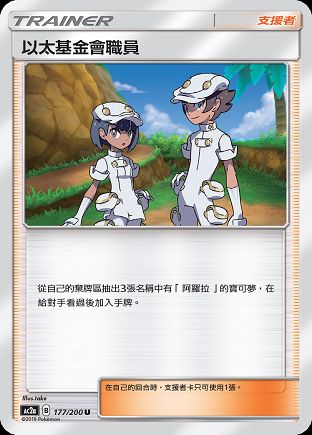 TRAINER
支援者
以太基金會職員
從自己的棄牌區抽出3張名稱中有「阿羅拉」的寶可夢，在
給對手看過後加入手牌。
Illus.take
在自己的回合時，支援者卡只可使用1張。
AC2a B 177/200 U
©2019 Pokémon